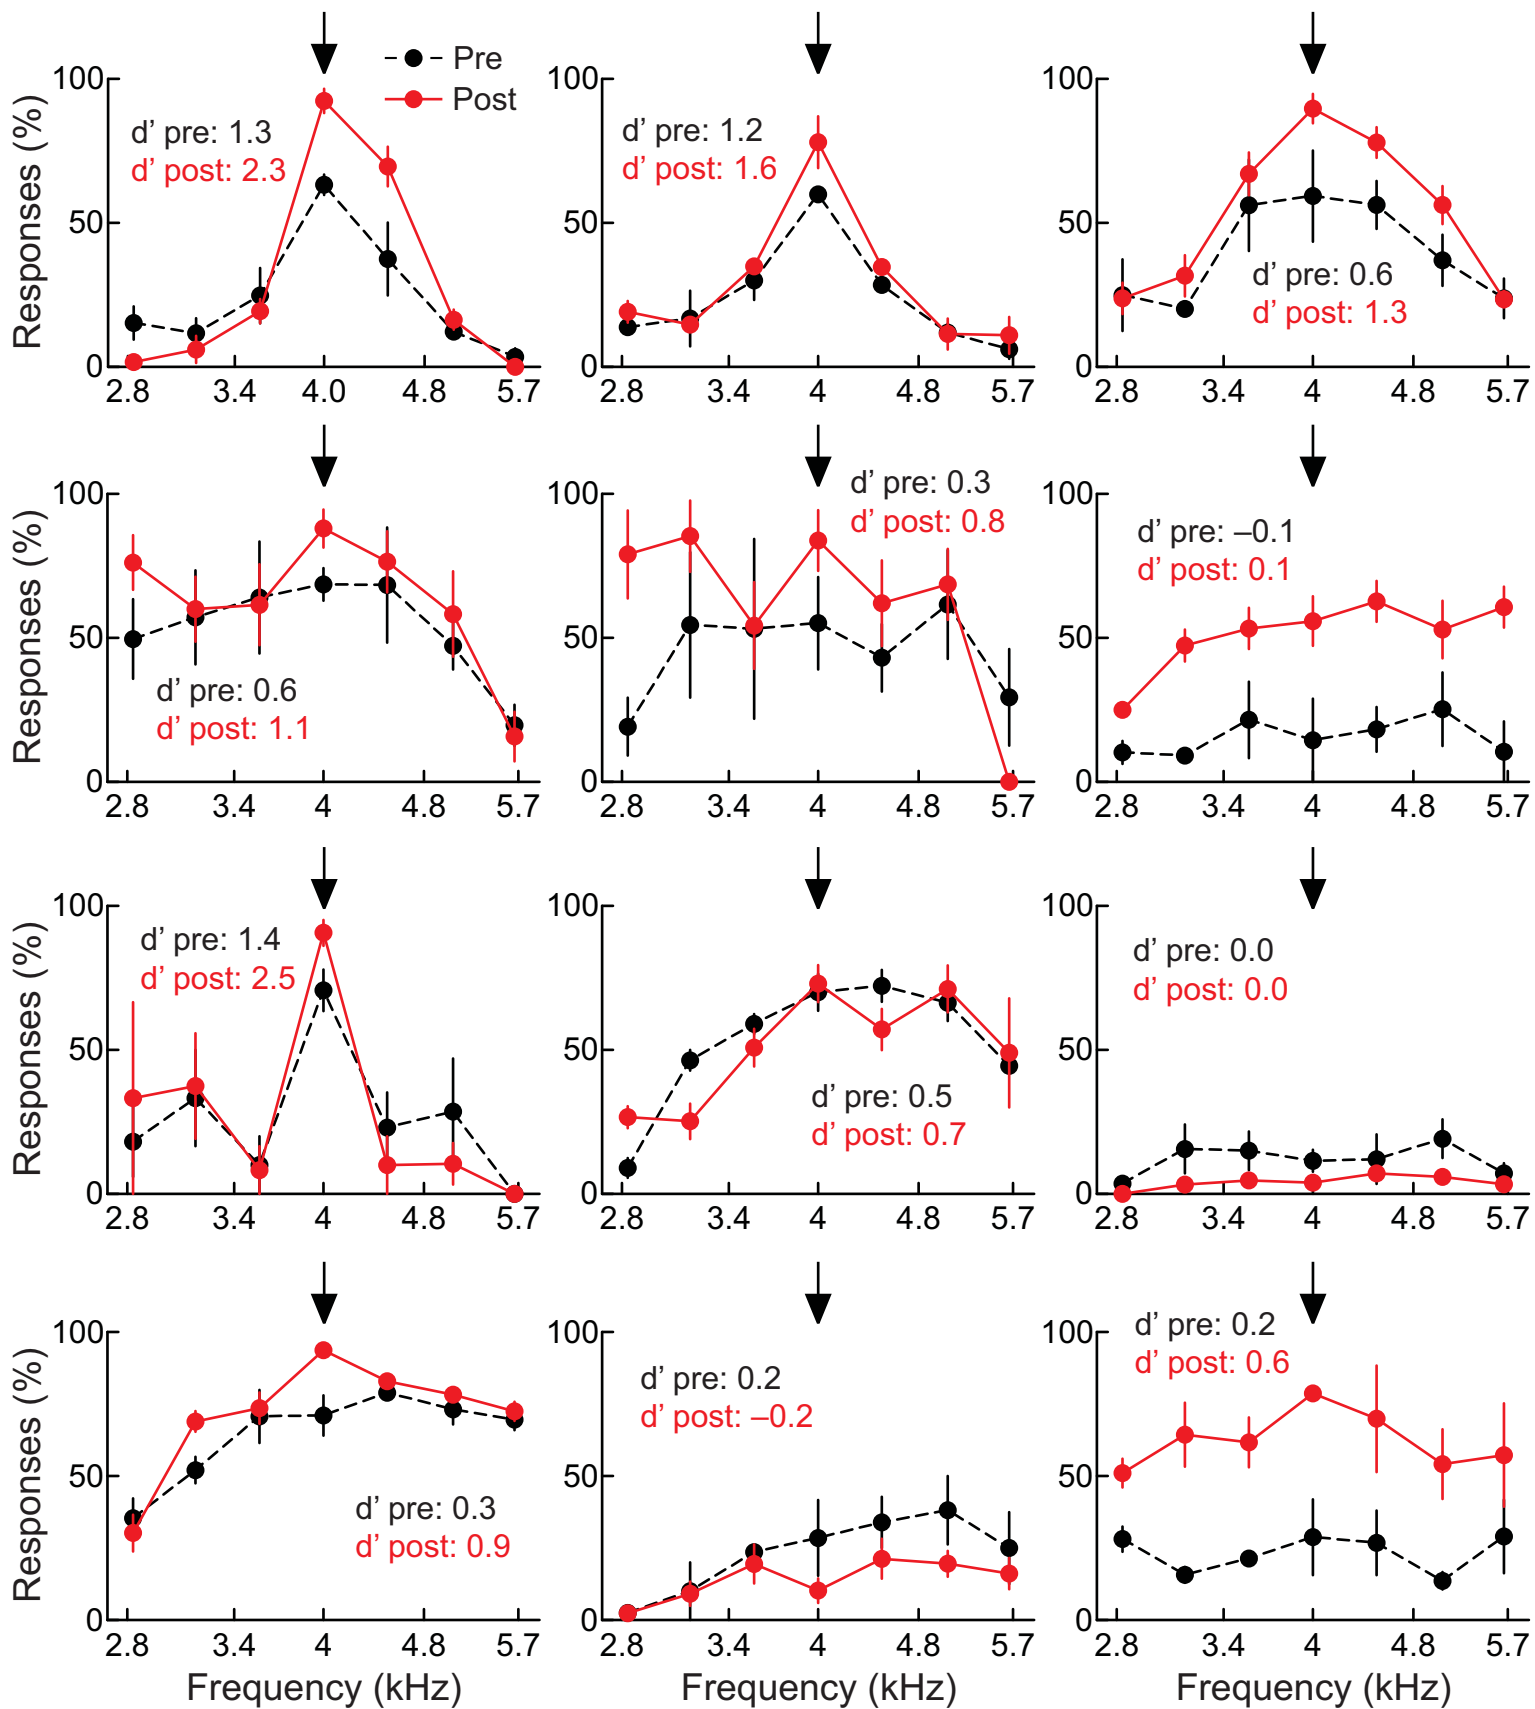 Pre
Post
100
50
0
Responses (%)
d’ pre: 1.3
d’ post: 2.3
2.8 3.4 4.0 4.8 5.7
100
50
0
d’ pre: 1.2
d’ post: 1.6
2.8 3.4 4 4.8 5.7
100
50
0
d’ pre: 0.6
d’ post: 1.3
2.8 3.4 4 4.8 5.7
100
50
0
Responses (%)
d’ pre: 0.6
d’ post: 1.1
2.8 3.4 4 4.8 5.7
100
50
0
d’ pre: 0.3
d’ post: 0.8
2.8 3.4 4 4.8 5.7
100
50
0
d’ pre: –0.1
d’ post: 0.1
2.8 3.4 4 4.8 5.7
100
50
0
Responses (%)
d’ pre: 1.4
d’ post: 2.5
2.8 3.4 4 4.8 5.7
100
50
0
d’ pre: 0.5
d’ post: 0.7
2.8 3.4 4 4.8 5.7
100
50
0
d’ pre: 0.0
d’ post: 0.0
2.8 3.4 4 4.8 5.7
100
50
0
Responses (%)
d’ pre: 0.3
d’ post: 0.9
2.8 3.4 4 4.8 5.7
Frequency (kHz)
100
50
0
d’ pre: 0.2
d’ post: –0.2
2.8 3.4 4 4.8 5.7
Frequency (kHz)
100
50
0
d’ pre: 0.2
d’ post: 0.6
2.8 3.4 4 4.8 5.7
Frequency (kHz)